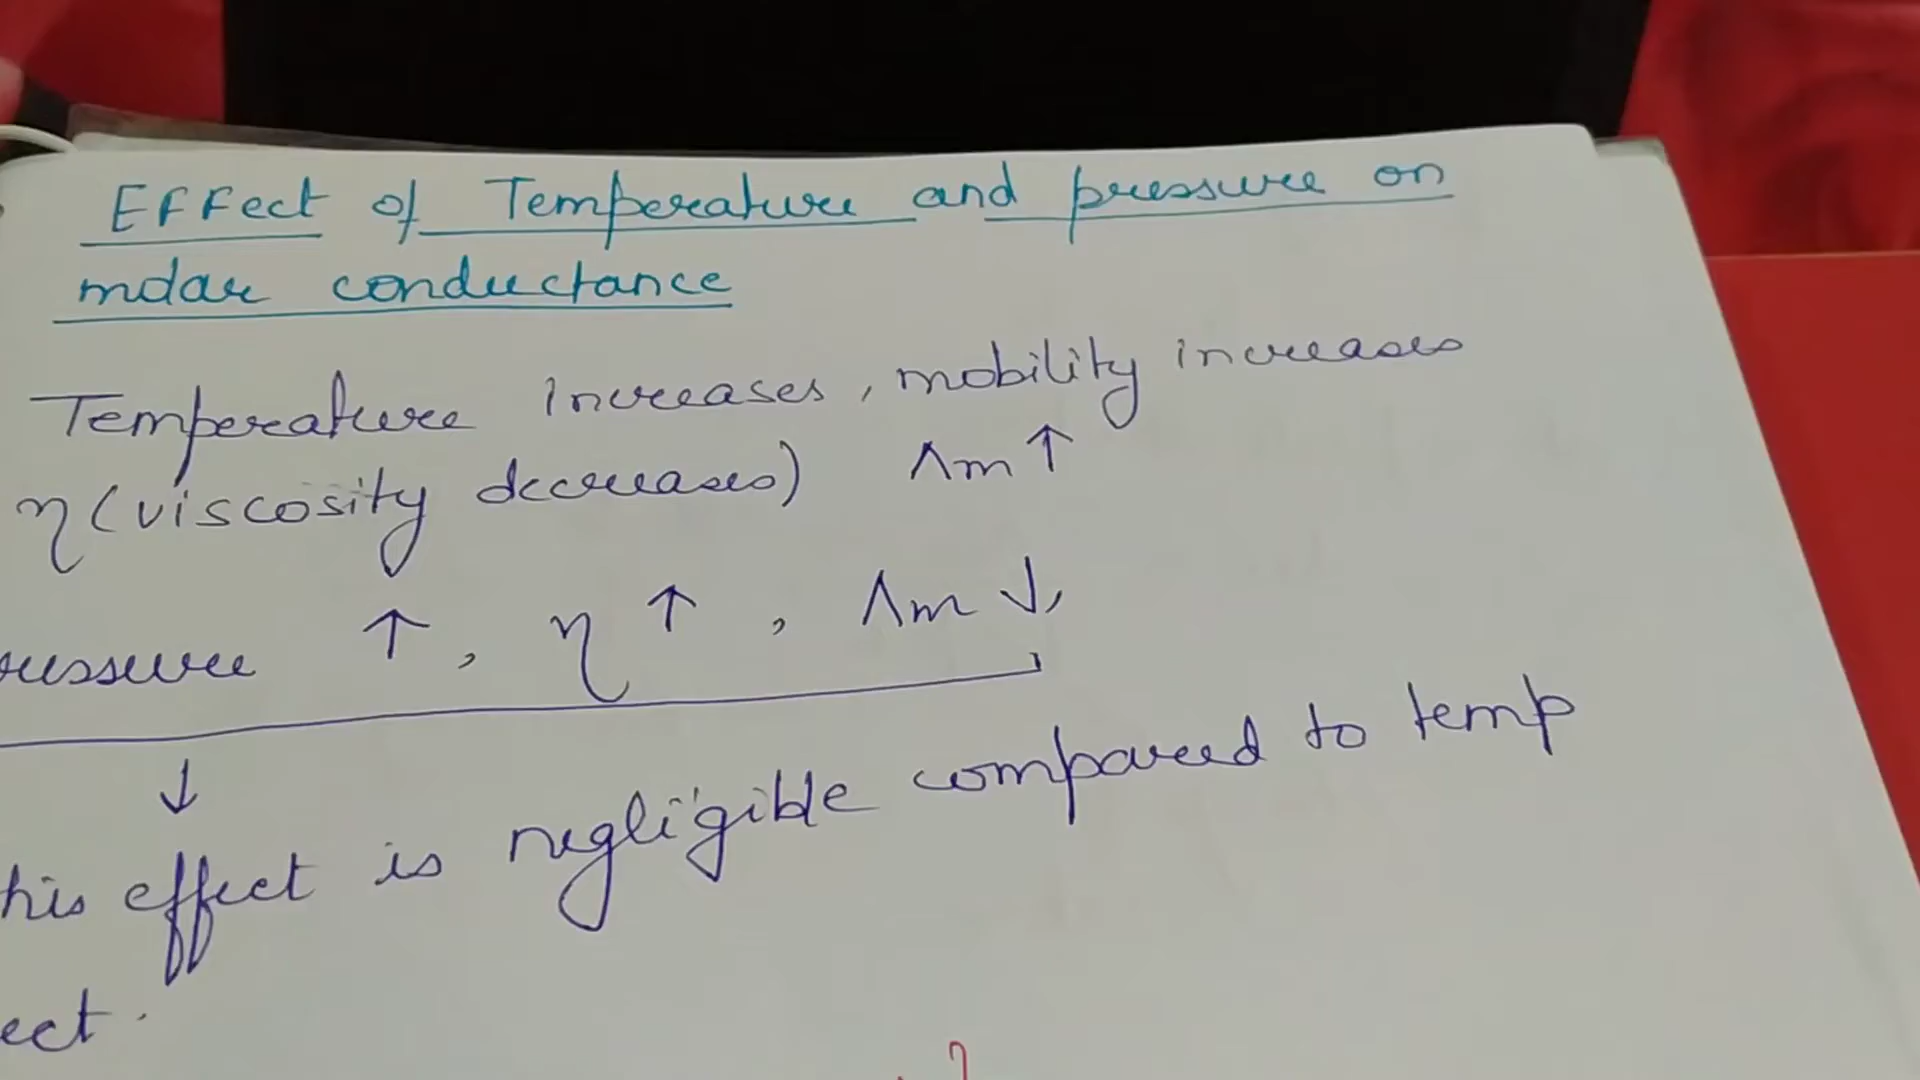 Effect of Temperature and pressure on
molar conductance
Temperature increases, mobility increases
η (viscosity decreases) Λm ↑
ressure ↑, η ↑, Λm ↓,
↓
his effect is negligible compared to temp
ect.